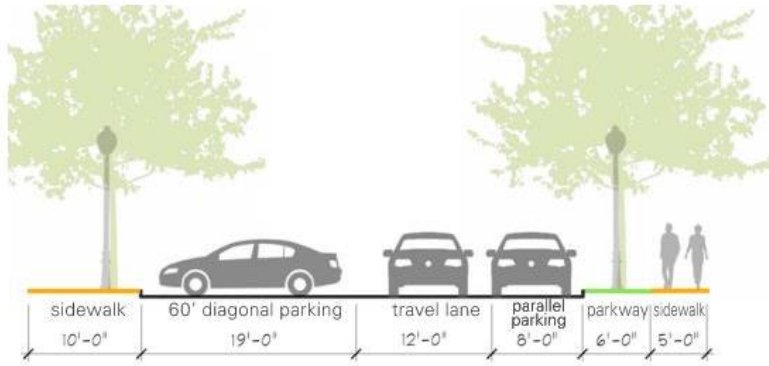 sidewalk 60' diagonal parking travel lane parallel parking parkway sidewalk
10'-0" 19'-0" 12'-0" 8'-0" 6'-0" 5'-0"